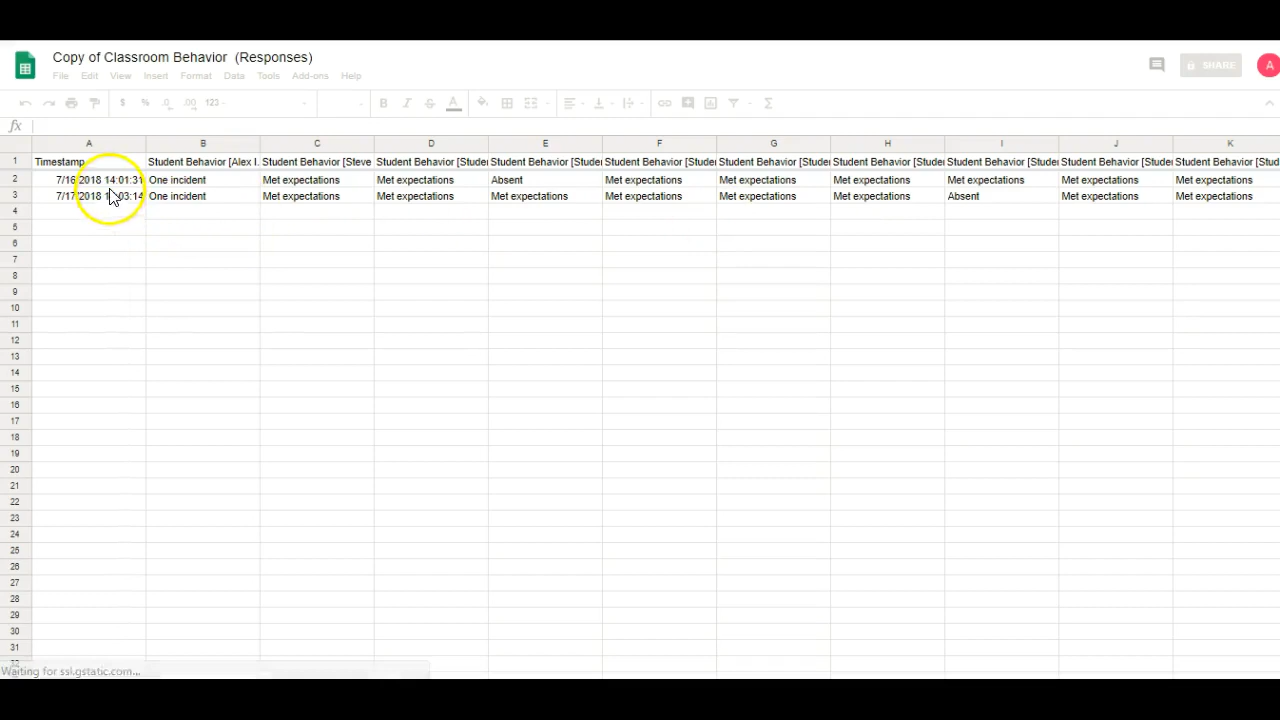 Copy of Classroom Behavior (Responses)
File Edit View Insert Format Data Tools Add-ons Help
SHARE A
$ % .0 .00 123 B I S A Σ
fx
A B C D E F G H I J K
1 Timestamp Student Behavior [Alex I. Student Behavior [Steve Student Behavior [Stude Student Behavior [Stude Student Behavior [Stude Student Behavior [Stude Student Behavior [Stude Student Behavior [Stude Student Behavior [Stude Student Behavior [Stude
2 7/16/2018 14:01:31 One incident Met expectations Met expectations Absent Met expectations Met expectations Met expectations Met expectations Met expectations Met expectations
3 7/17/2018 One incident Met expectations Met expectations Met expectations Met expectations Met expectations Met expectations Absent Met expectations Met expectations
4
5
6
7
8
9
10
11
12
13
14
15
16
17
18
19
20
21
22
23
24
25
26
27
28
29
30
31
Waiting for ssl.gstatic.com...